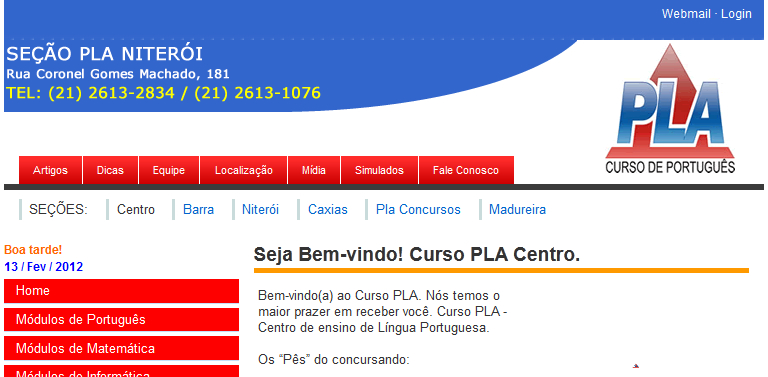 Webmail · Login
SEÇÃO PLA NITERÓI
Rua Coronel Gomes Machado, 181
TEL: (21) 2613-2834 / (21) 2613-1076
PLA
CURSO DE PORTUGUÊS
Artigos Dicas Equipe Localização Mídia Simulados Fale Conosco
SEÇÕES: Centro Barra Niterói Caxias Pla Concursos Madureira
Boa tarde!
13 / Fev / 2012
Home
Módulos de Português
Módulos de Matemática
Módulos de Informática
Seja Bem-vindo! Curso PLA Centro.
Bem-vindo(a) ao Curso PLA. Nós temos o
maior prazer em receber você. Curso PLA -
Centro de ensino de Língua Portuguesa.
Os “Pês” do concursando: